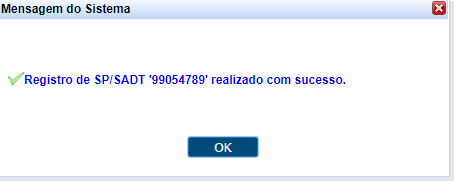 Mensagem do Sistema
Registro de SP/SADT '99054789' realizado com sucesso.
OK